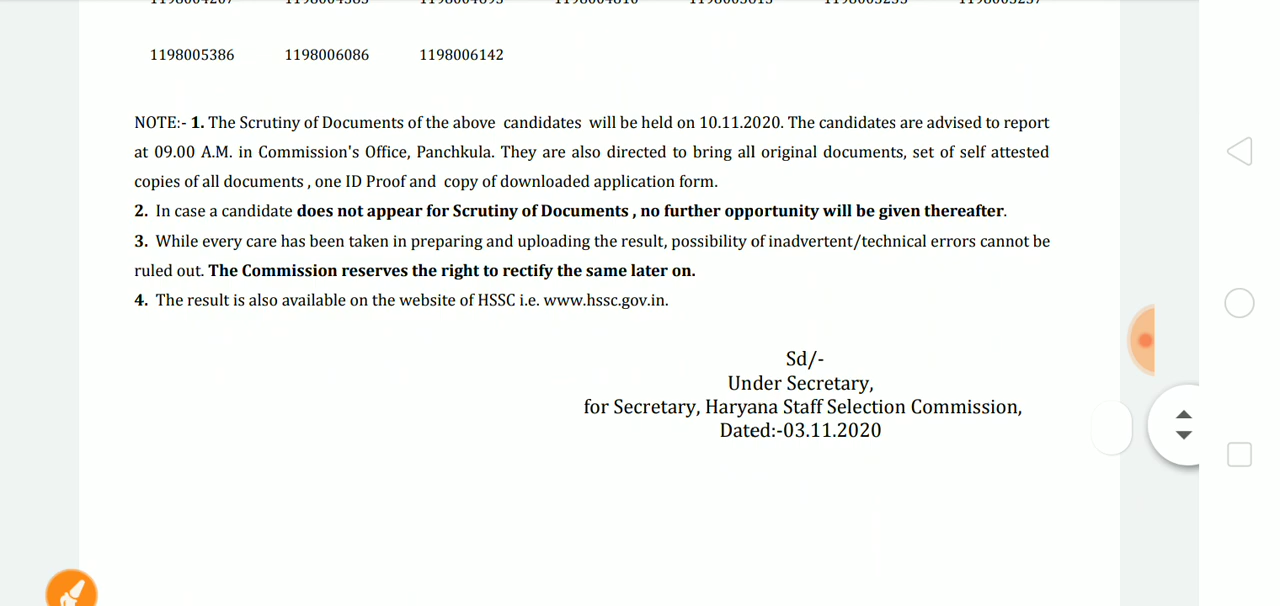 1198005386 1198006086 1198006142
NOTE:- 1. The Scrutiny of Documents of the above candidates will be held on 10.11.2020. The candidates are advised to report
at 09.00 A.M. in Commission's Office, Panchkula. They are also directed to bring all original documents, set of self attested
copies of all documents , one ID Proof and copy of downloaded application form.
2. In case a candidate does not appear for Scrutiny of Documents , no further opportunity will be given thereafter.
3. While every care has been taken in preparing and uploading the result, possibility of inadvertent/technical errors cannot be
ruled out. The Commission reserves the right to rectify the same later on.
4. The result is also available on the website of HSSC i.e. www.hssc.gov.in.
Sd/-
Under Secretary,
for Secretary, Haryana Staff Selection Commission,
Dated:-03.11.2020